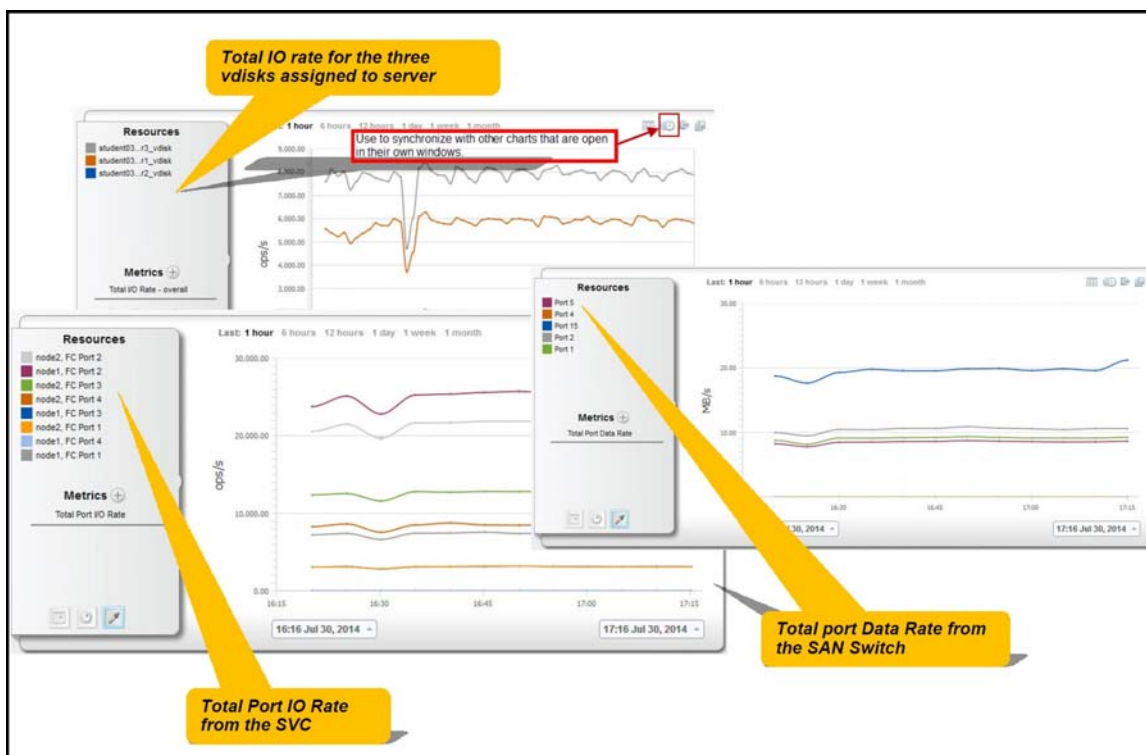 Total IO rate for the three
vdisks assigned to server
Resources
student03...r3_vdisk
student03...r1_vdisk
student03...r2_vdisk
Metrics
Total I/O Rate - overall
1 hour 6 hours 12 hours 1 day 1 week 1 month
Use to synchronize with other charts that are open
in their own windows.
9,000.00
8,000.00
7,000.00
6,000.00
5,000.00
4,000.00
3,000.00
ops/s
Resources
Port 5
Port 4
Port 15
Port 2
Port 1
Metrics
Total Port Data Rate
Last: 1 hour 6 hours 12 hours 1 day 1 week 1 month
30.00
20.00
10.00
MB/s
16:30 16:45 17:00 17:15
30, 2014
17:16 Jul 30, 2014
Resources
node2, FC Port 2
node1, FC Port 2
node2, FC Port 3
node2, FC Port 4
node1, FC Port 3
node2, FC Port 1
node1, FC Port 4
node1, FC Port 1
Metrics
Total Port I/O Rate
Last: 1 hour 6 hours 12 hours 1 day 1 week 1 month
30,000.00
20,000.00
10,000.00
0.00
ops/s
16:15 16:30 16:45 17:00 17:15
16:16 Jul 30, 2014
17:16 Jul 30, 2014
Total port Data Rate from
the SAN Switch
Total Port IO Rate
from the SVC